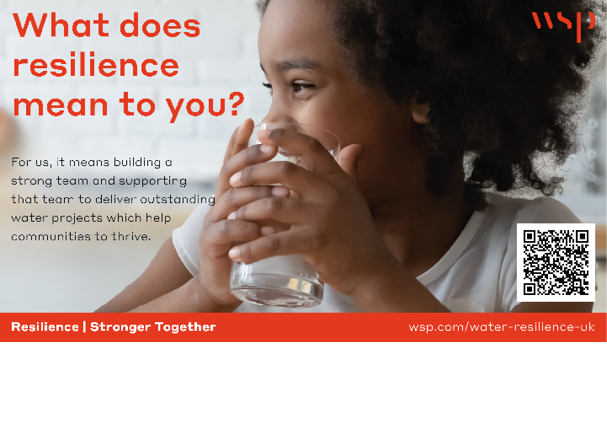 What does
resilience
mean to you?
wsp
For us, it means building a
strong team and supporting
that team to deliver outstanding
water projects which help
communities to thrive.
Resilience | Stronger Together
wsp.com/water-resilience-uk